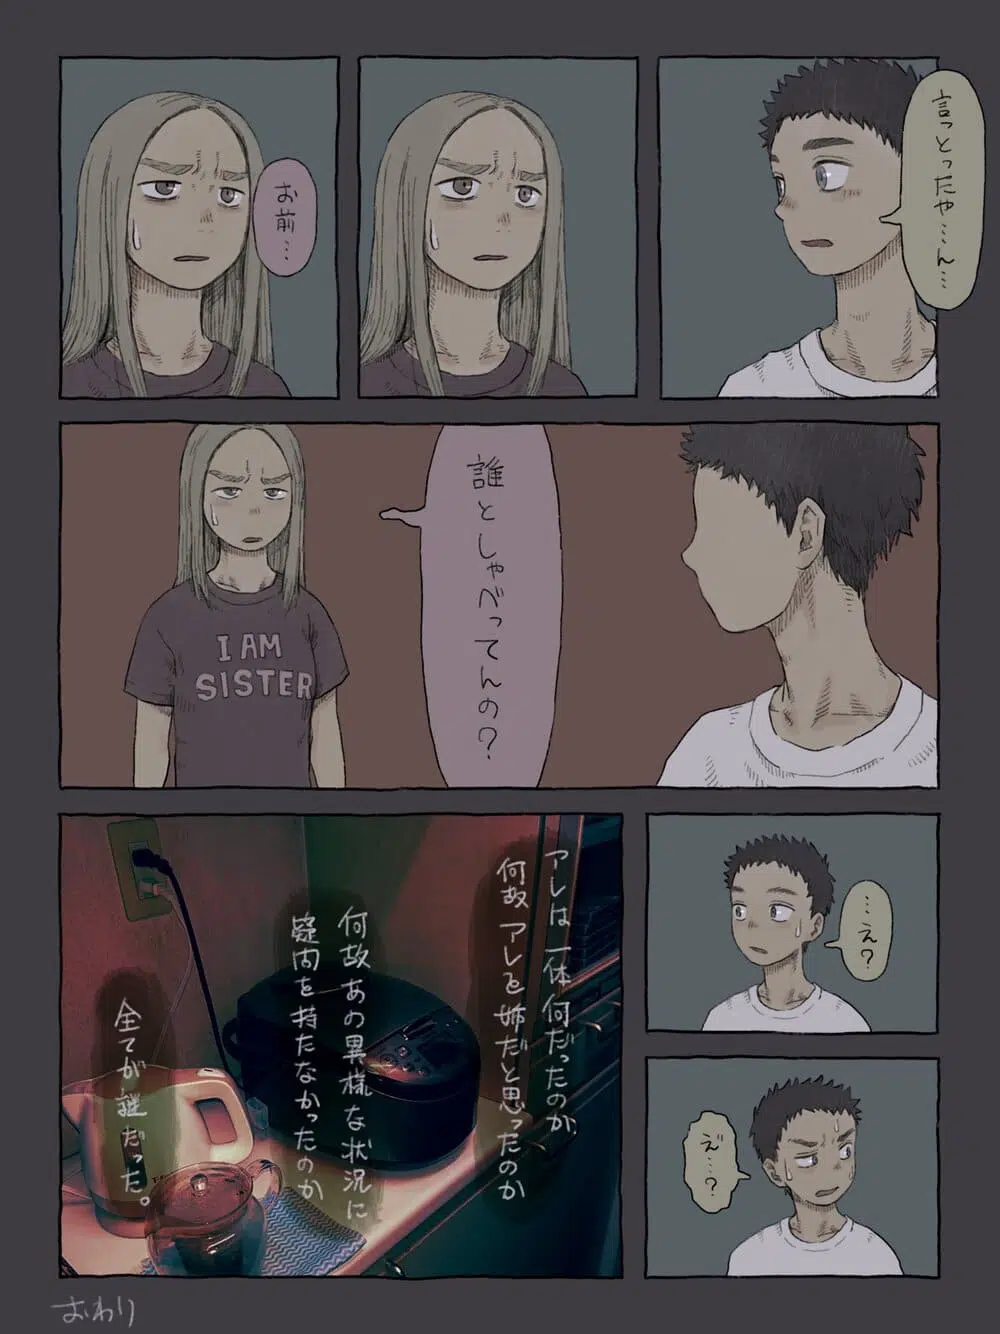 言っとったや…ん…
お前…
誰としゃべってんの?
I AM
SISTER
…え?
え"…?
アレは一体何だったのか
何故アレを姉だと思ったのか
何故あの異様な状況に
疑問を持たなかったのか
全てが謎だった。
おわり